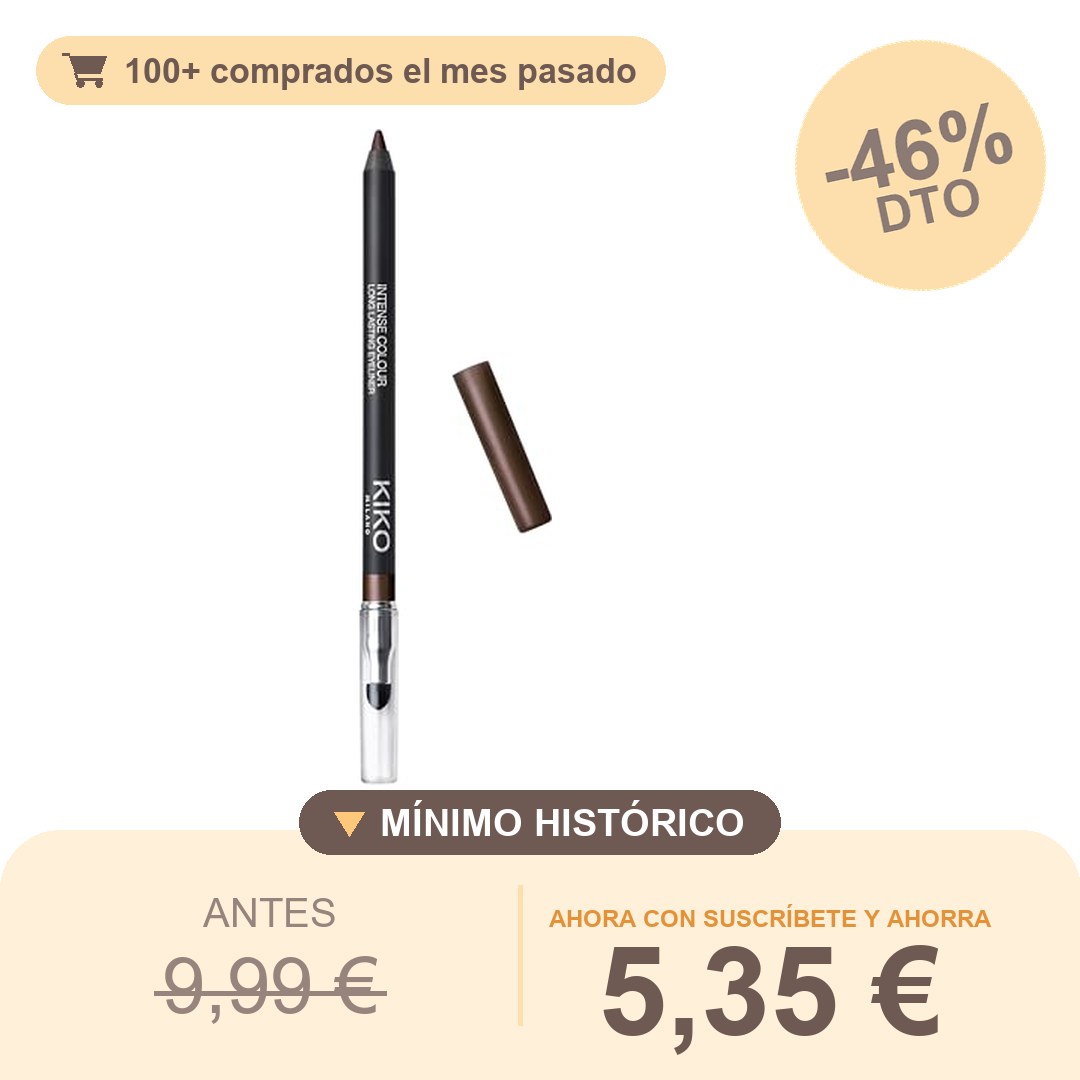 100+ comprados el mes pasado
-46%
DTO
INTENSE COLOUR
LONG LASTING EYELINER
KIKO
MILANO
MÍNIMO HISTÓRICO
ANTES
9,99 €
AHORA CON SUSCRÍBETE Y AHORRA
5,35 €